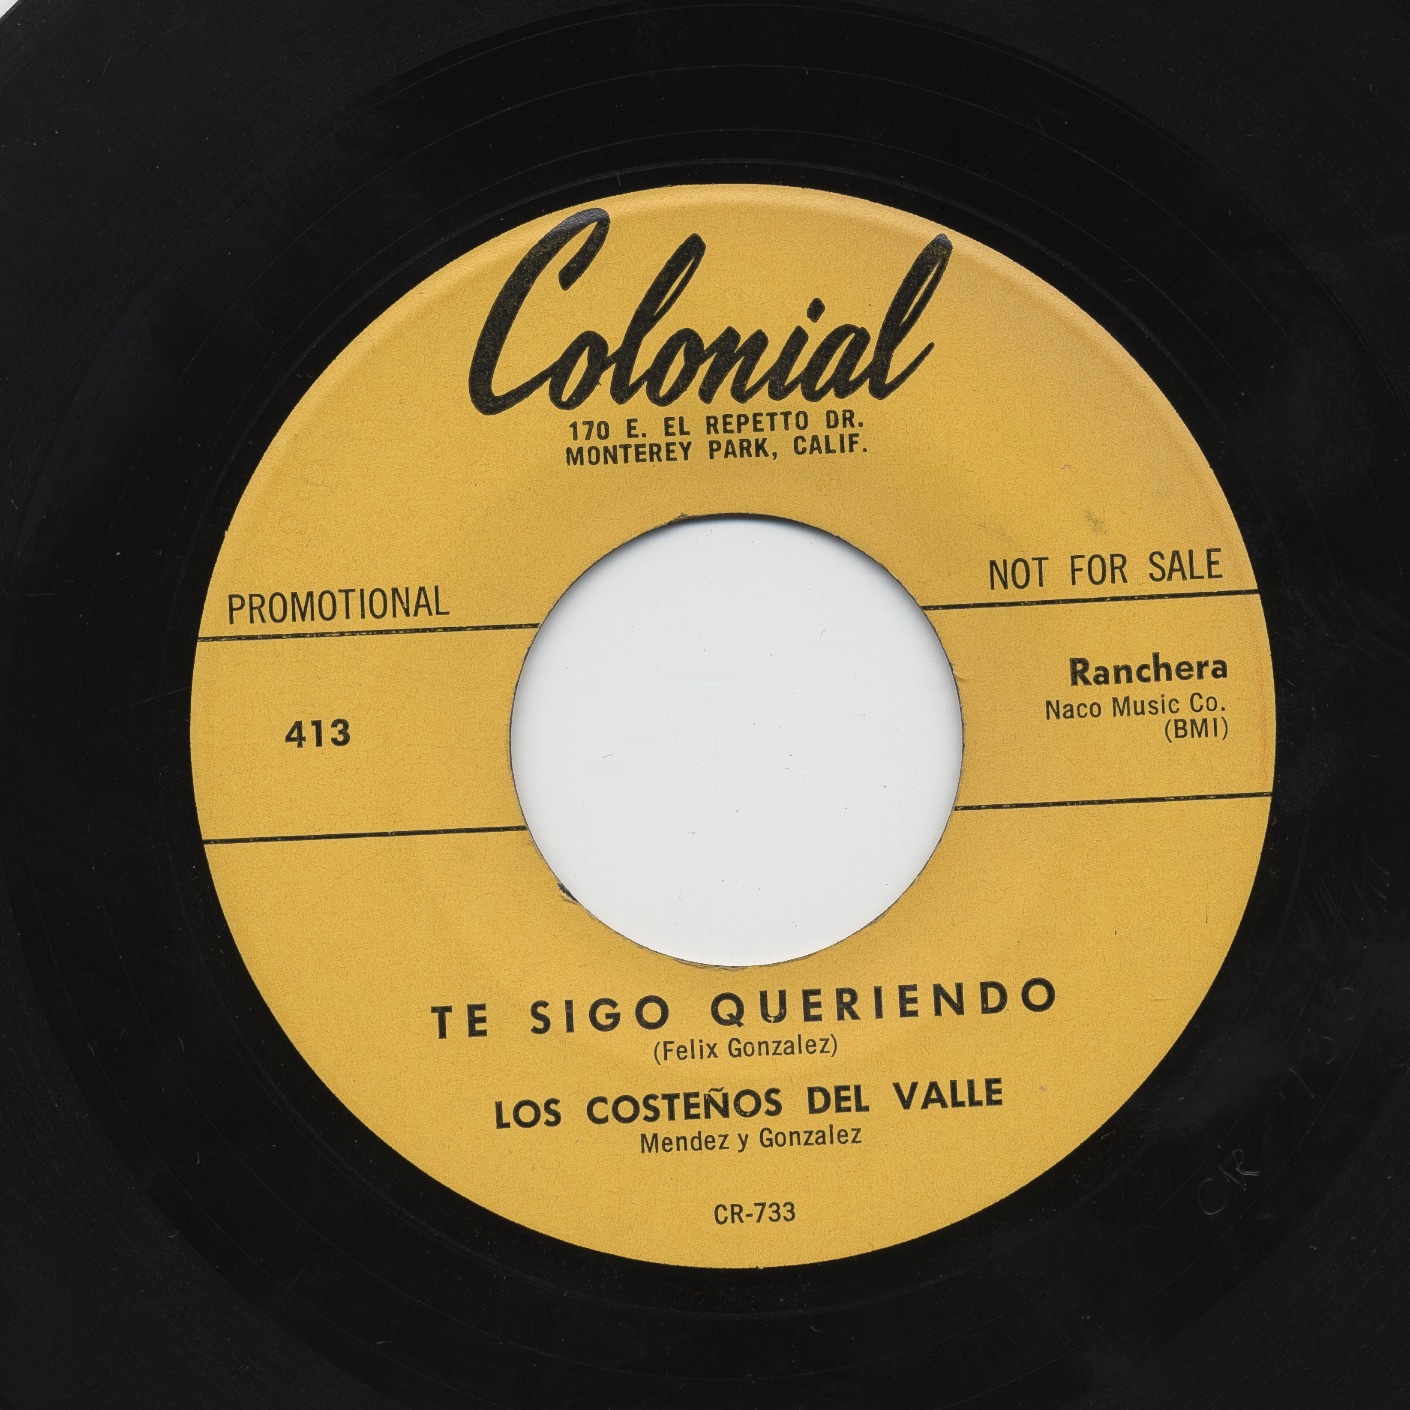 Colonial
170 E. EL REPETTO DR.
MONTEREY PARK, CALIF.
PROMOTIONAL
NOT FOR SALE
413
Ranchera
Naco Music Co.
(BMI)
TE SIGO QUERIENDO
(Felix Gonzalez)
LOS COSTEÑOS DEL VALLE
Mendez y Gonzalez
CR-733
CR